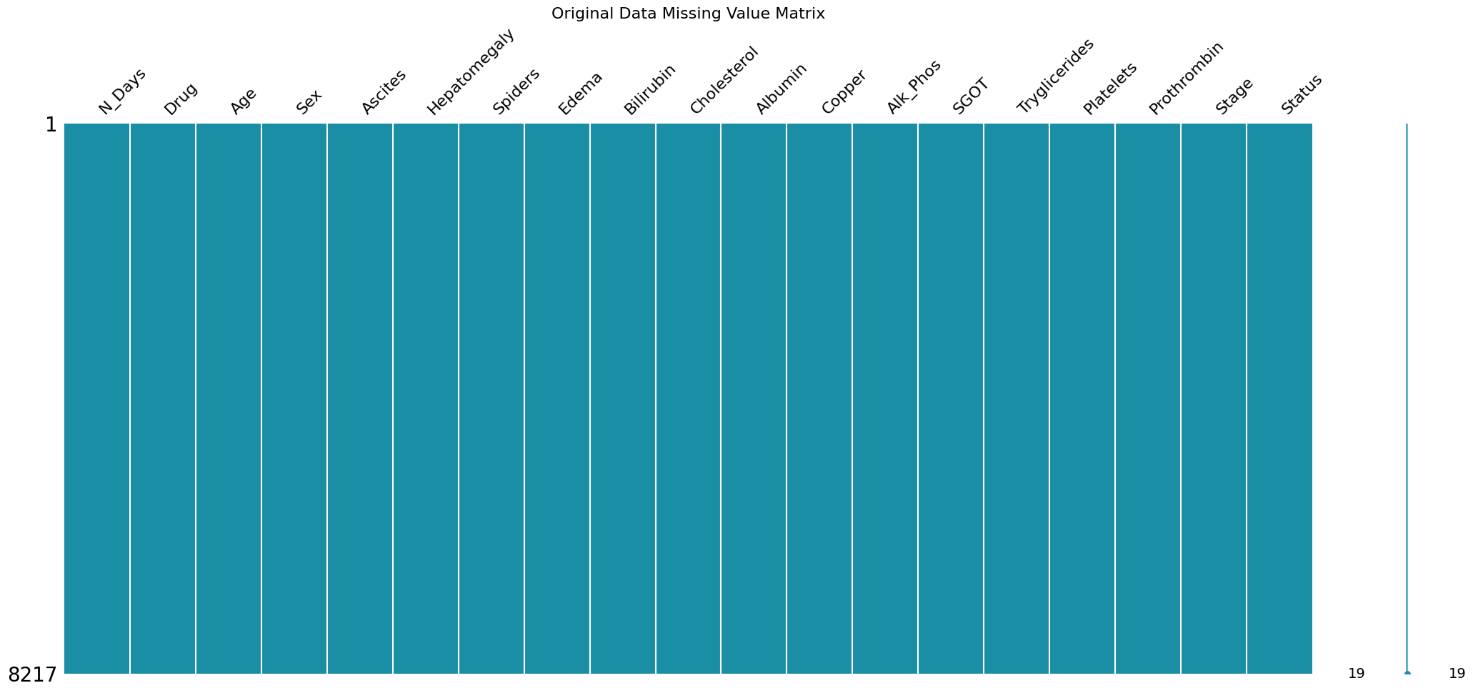 Original Data Missing Value Matrix
N_Days Drug Age Sex Ascites Hepatomegaly Spiders Edema Bilirubin Cholesterol Albumin Copper Alk_Phos SGOT Tryglicerides Platelets Prothrombin Stage Status
1
8217
19 19